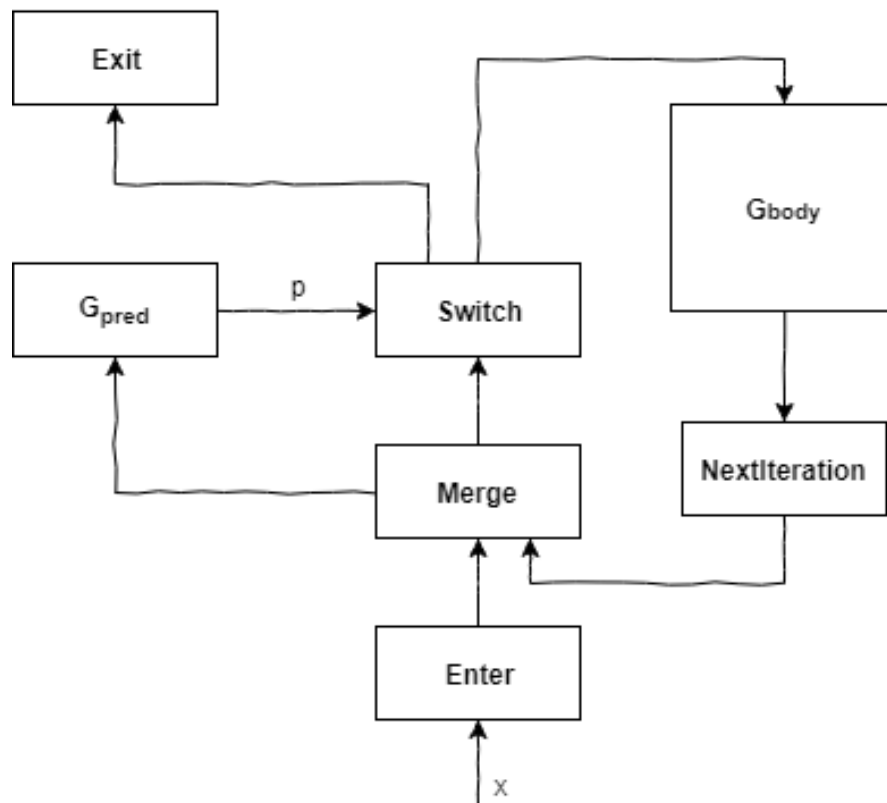 Exit
Gbody
Gpred
p
Switch
Merge
NextIteration
Enter
x